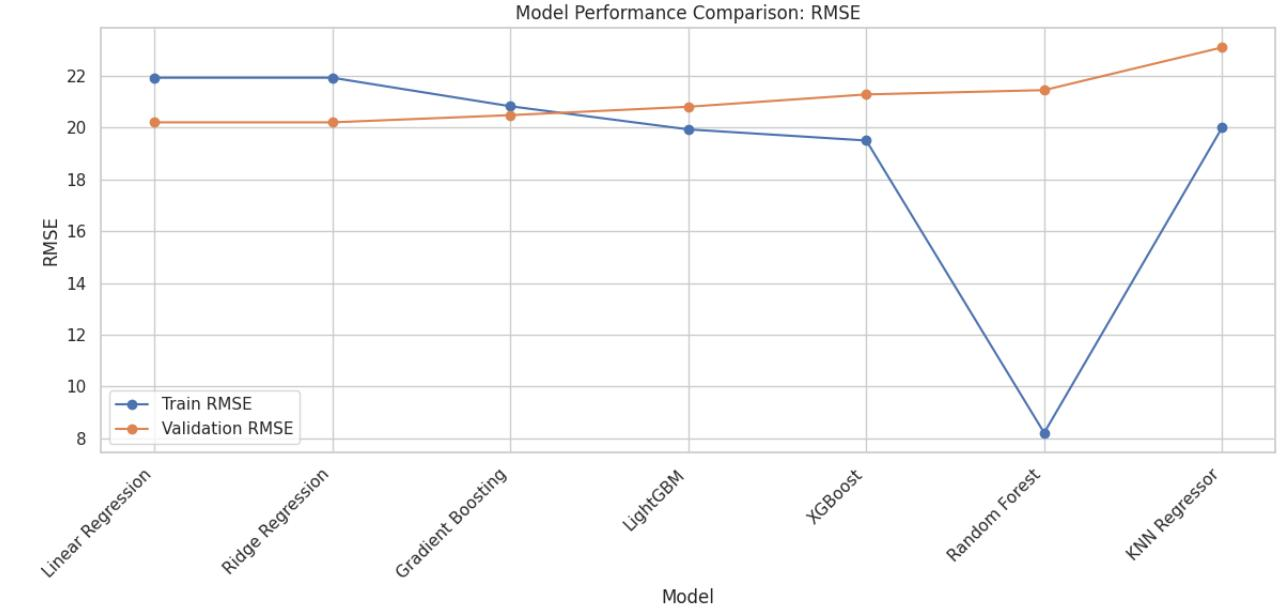 Model Performance Comparison: RMSE
RMSE
22
20
18
16
14
12
10
8
Train RMSE
Validation RMSE
Linear Regression
Ridge Regression
Gradient Boosting
LightGBM
XGBoost
Random Forest
KNN Regressor
Model